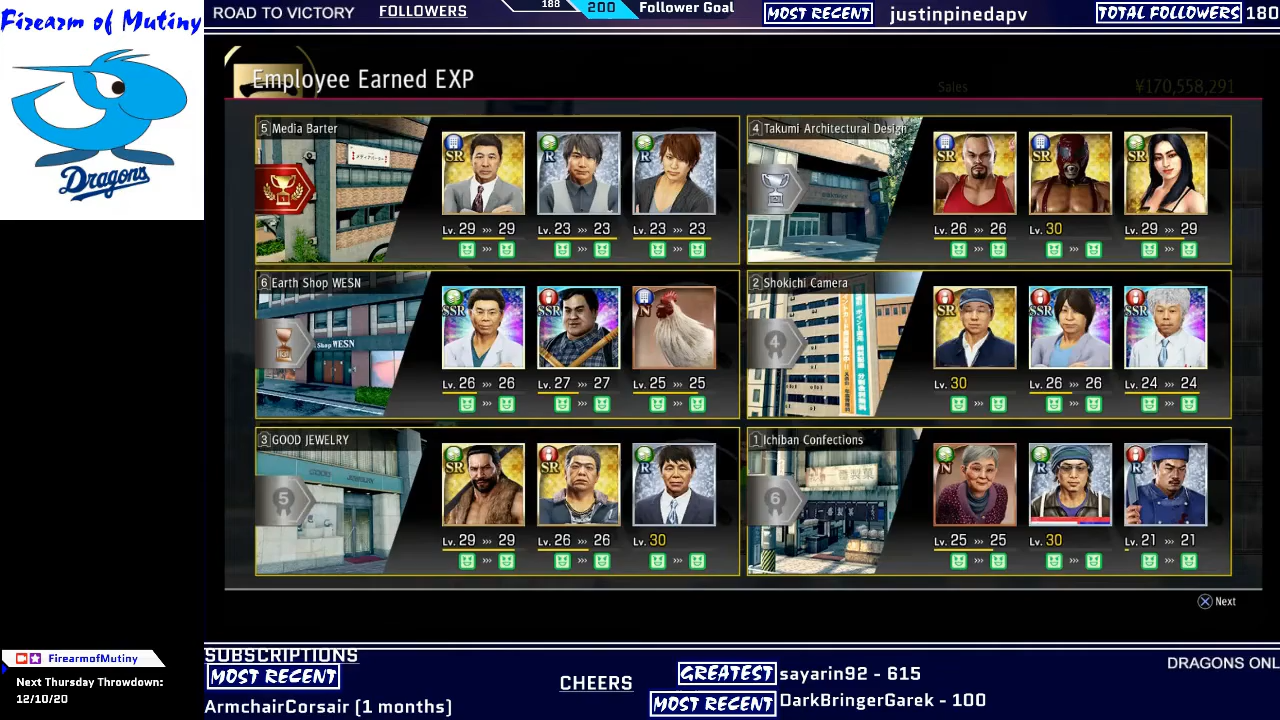 Firearm of Mutiny
Dragons
ROAD TO VICTORY
FOLLOWERS
188
200
Follower Goal
MOST RECENT
justinpinedapv
TOTAL FOLLOWERS 180
Employee Earned EXP
Sales
¥170,558,291
5 Media Barter
SR
R
R
Lv. 29 »» 29
Lv. 23 »» 23
Lv. 23 »» 23
4 Takumi Architectural Design
SR
SR
SR
Lv. 26 »» 26
Lv. 30
Lv. 29 »» 29
6 Earth Shop WESN
Shop WESN
SSR
SSR
N
Lv. 26 »» 26
Lv. 27 »» 27
Lv. 25 »» 25
2 Shokichi Camera
4
SR
SSR
SSR
Lv. 30
Lv. 26 »» 26
Lv. 24 »» 24
3 GOOD JEWELRY
5
SR
SR
R
Lv. 29 »» 29
Lv. 26 »» 26
Lv. 30
1 Ichiban Confections
6
N
R
R
Lv. 25 »» 25
Lv. 30
Lv. 21 »» 21
Next
FirearmofMutiny
Next Thursday Throwdown:
12/10/20
SUBSCRIPTIONS
MOST RECENT
ArmchairCorsair (1 months)
CHEERS
GREATEST sayarin92 - 615
MOST RECENT DarkBringerGarek - 100
DRAGONS ONL